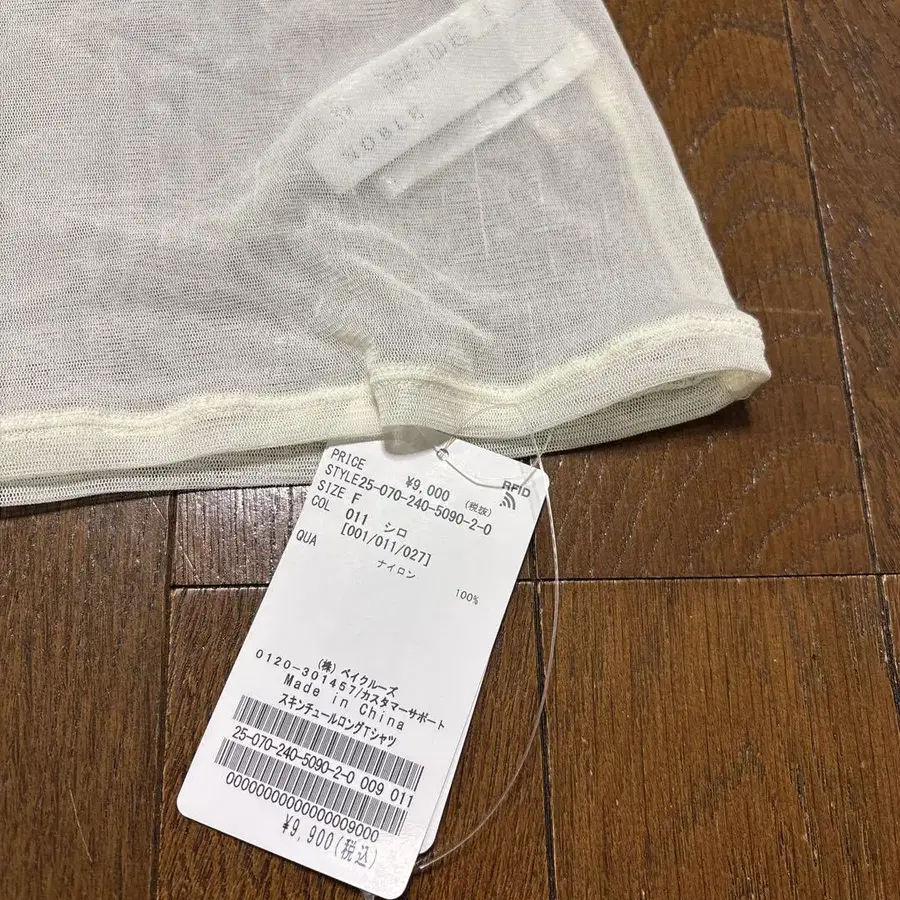 NOBLE
PRICE ¥9,000 (税抜)
RFID
STYLE25-070-240-5090-2-0
SIZE F
COL 011 シロ
[001/011/027]
QUA ナイロン
100%
(株) ベイクルーズ
0120-301457/カスタマーサポート
Made in China
スキンチュールロングTシャツ
25-070-240-5090-2-0 009 011
0000000000000000009000
¥9,900(税込)